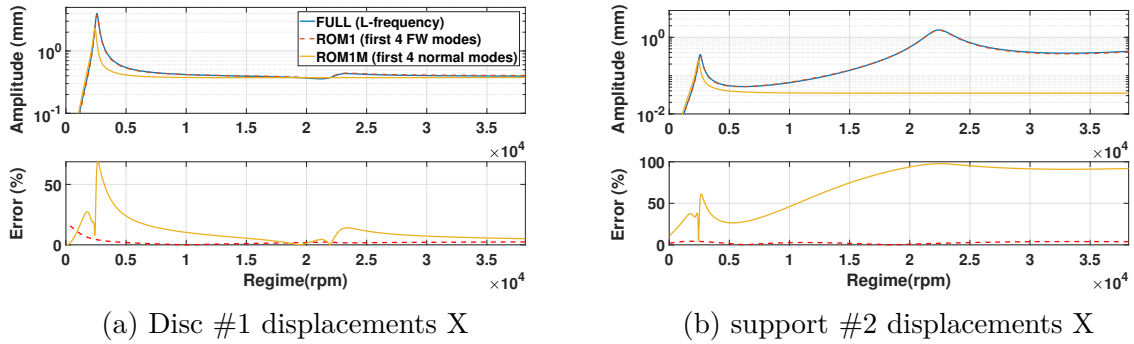 Amplitude (mm)
10^0
10^-1
FULL (L-frequency)
ROM1 (first 4 FW modes)
ROM1M (first 4 normal modes)
0 0.5 1 1.5 2 2.5 3 3.5
×10^4
Error (%)
50
0
0 0.5 1 1.5 2 2.5 3 3.5
Regime(rpm)
×10^4
(a) Disc #1 displacements X
Amplitude (mm)
10^0
10^-2
0 0.5 1 1.5 2 2.5 3 3.5
×10^4
Error (%)
100
50
0
0 0.5 1 1.5 2 2.5 3 3.5
Regime(rpm)
×10^4
(b) support #2 displacements X